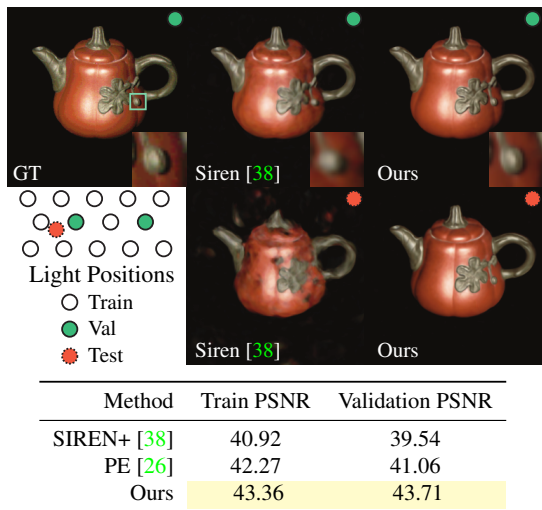 GT
Siren [38]
Ours
Light Positions
Train
Val
Test
Siren [38]
Ours
Method Train PSNR Validation PSNR
SIREN+ [38] 40.92 39.54
PE [26] 42.27 41.06
Ours 43.36 43.71